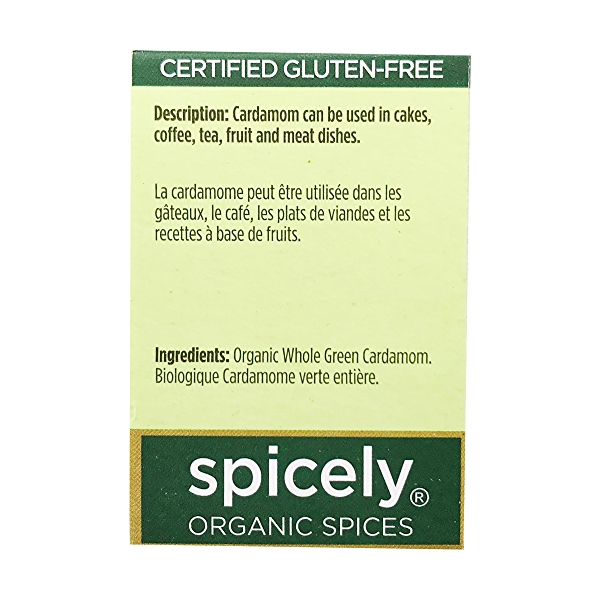 CERTIFIED GLUTEN-FREE
Description: Cardamom can be used in cakes,
coffee, tea, fruit and meat dishes.
La cardamome peut être utilisée dans les
gâteaux, le café, les plats de viandes et les
recettes à base de fruits.
Ingredients: Organic Whole Green Cardamom.
Biologique Cardamome verte entière.
spicely®
ORGANIC SPICES